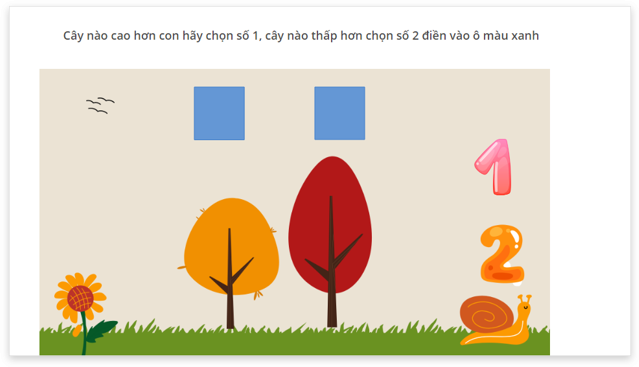 Cây nào cao hơn con hãy chọn số 1, cây nào thấp hơn chọn số 2 điền vào ô màu xanh
1
2